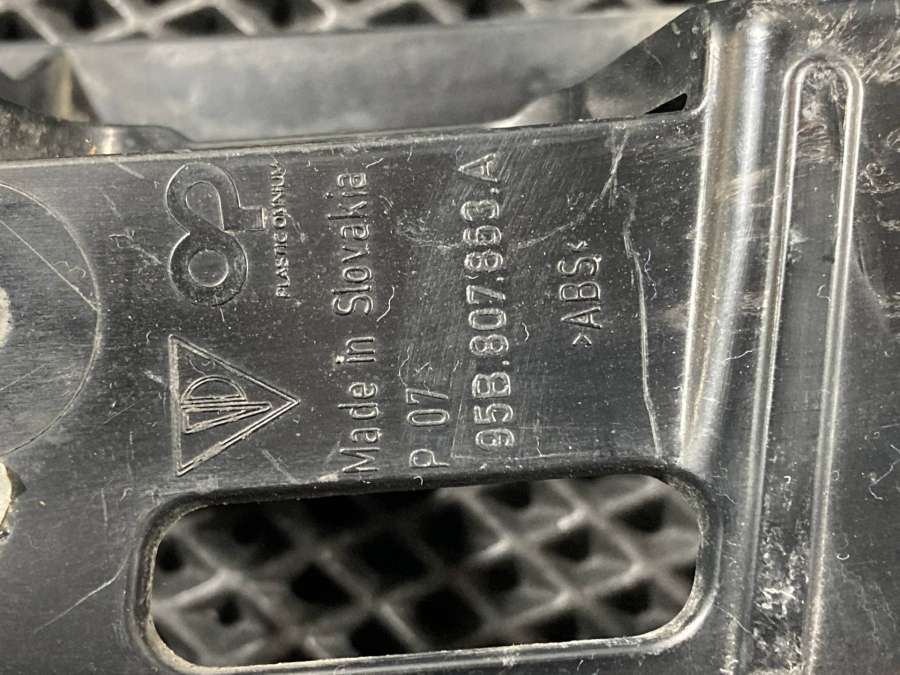 PLASTIC OMNIUM
Made in Slovakia
P 07
95B.807.863.A
>ABS<